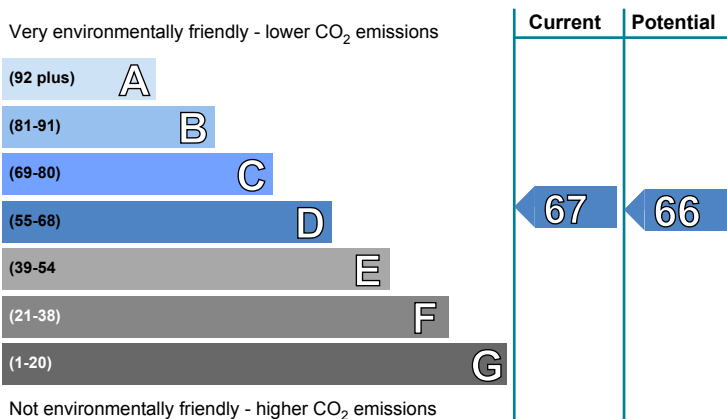 Current Potential
Very environmentally friendly - lower CO₂ emissions
(92 plus) A
(81-91) B
(69-80) C
(55-68) D
67 66
(39-54 E
(21-38) F
(1-20) G
Not environmentally friendly - higher CO₂ emissions